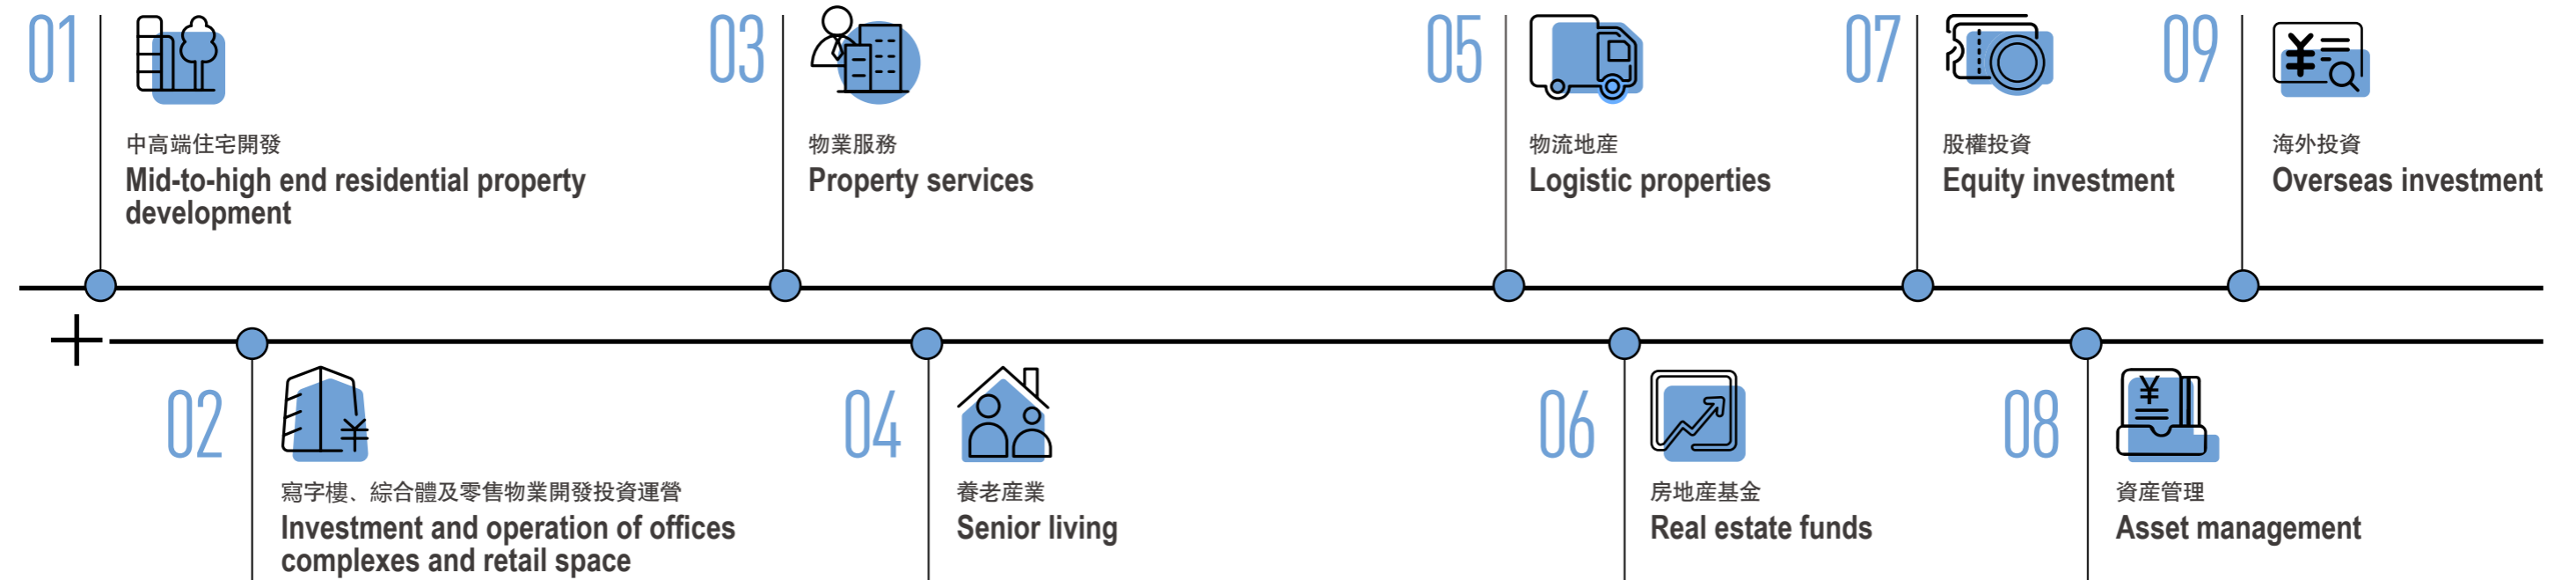 01
中高端住宅開發
Mid-to-high end residential property
development
03
物業服務
Property services
05
物流地産
Logistic properties
07
股權投資
Equity investment
09
海外投資
Overseas investment
02
寫字樓、綜合體及零售物業開發投資運營
Investment and operation of offices
complexes and retail space
04
養老産業
Senior living
06
房地産基金
Real estate funds
08
資産管理
Asset management